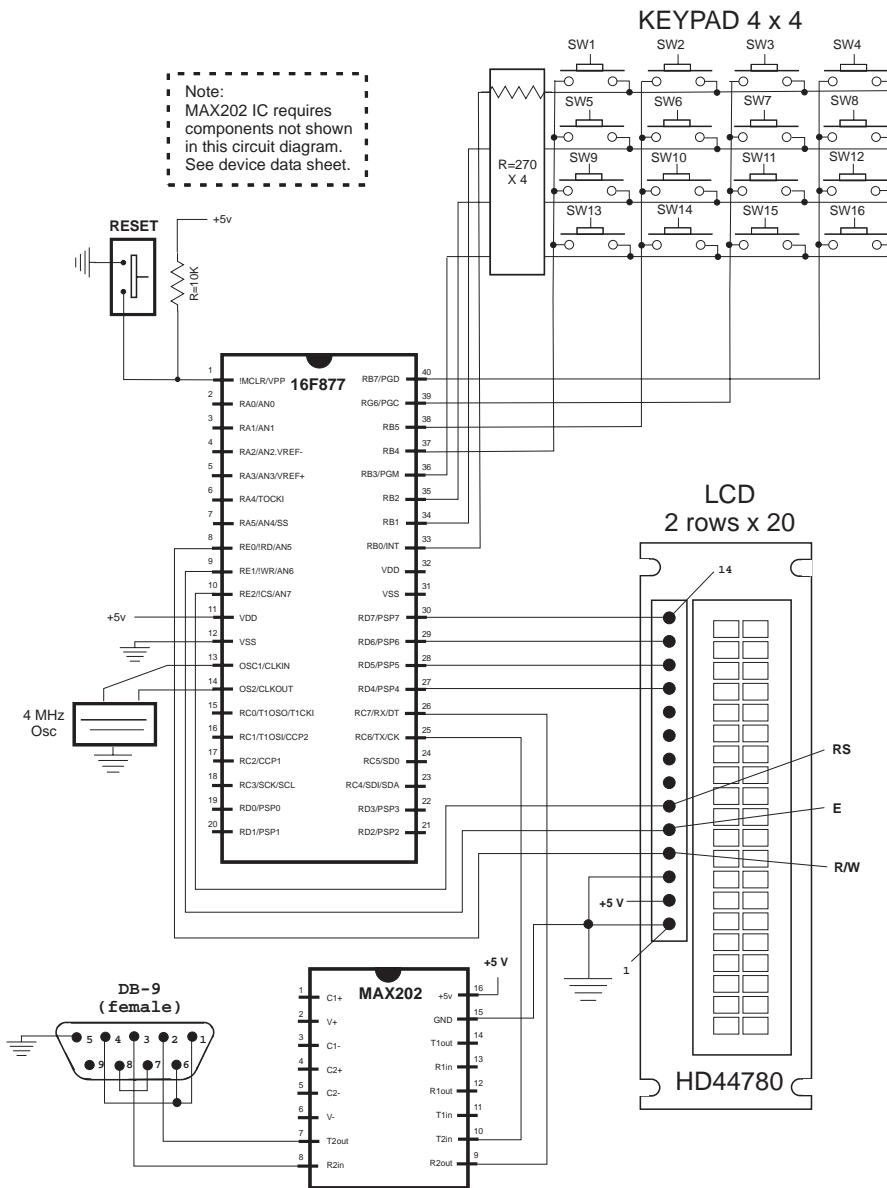 KEYPAD 4 x 4
SW1 SW2 SW3 SW4
Note:
MAX202 IC requires
components not shown
in this circuit diagram.
See device data sheet.
SW5 SW6 SW7 SW8
R=270
X 4
SW9 SW10 SW11 SW12
SW13 SW14 SW15 SW16
RESET
+5v
R=10K
16F877
1 !MCLR/VPP
2 RA0/AN0
3 RA1/AN1
4 RA2/AN2.VREF-
5 RA3/AN3/VREF+
6 RA4/TOCKI
7 RA5/AN4/SS
8 RE0/!RD/AN5
9 RE1/!WR/AN6
10 RE2/!CS/AN7
+5v
11 VDD
12 VSS
13 OSC1/CLKIN
14 OS2/CLKOUT
15 RC0/T1OSO/T1CKI
16 RC1/T1OSI/CCP2
17 RC2/CCP1
18 RC3/SCK/SCL
19 RD0/PSP0
20 RD1/PSP1
RB7/PGD 40
RG6/PGC 39
RB5 38
RB4 37
RB3/PGM 36
RB2 35
RB1 34
RB0/INT 33
VDD 32
VSS 31
RD7/PSP7 30
RD6/PSP6 29
RD5/PSP5 28
RD4/PSP4 27
RC7/RX/DT 26
RC6/TX/CK 25
RC5/SD0 24
RC4/SDI/SDA 23
RD3/PSP3 22
RD2/PSP2 21
4 MHz
Osc
LCD
2 rows x 20
14
RS
E
R/W
+5 V
1
HD44780
DB-9
(female)
5 4 3 2 1
9 8 7 6
MAX202
+5 V
1 C1+
2 V+
3 C1-
4 C2+
5 C2-
6 V-
7 T2out
8 R2in
+5v 16
GND 15
T1out 14
R1in 13
R1out 12
T1in 11
T2in 10
R2out 9